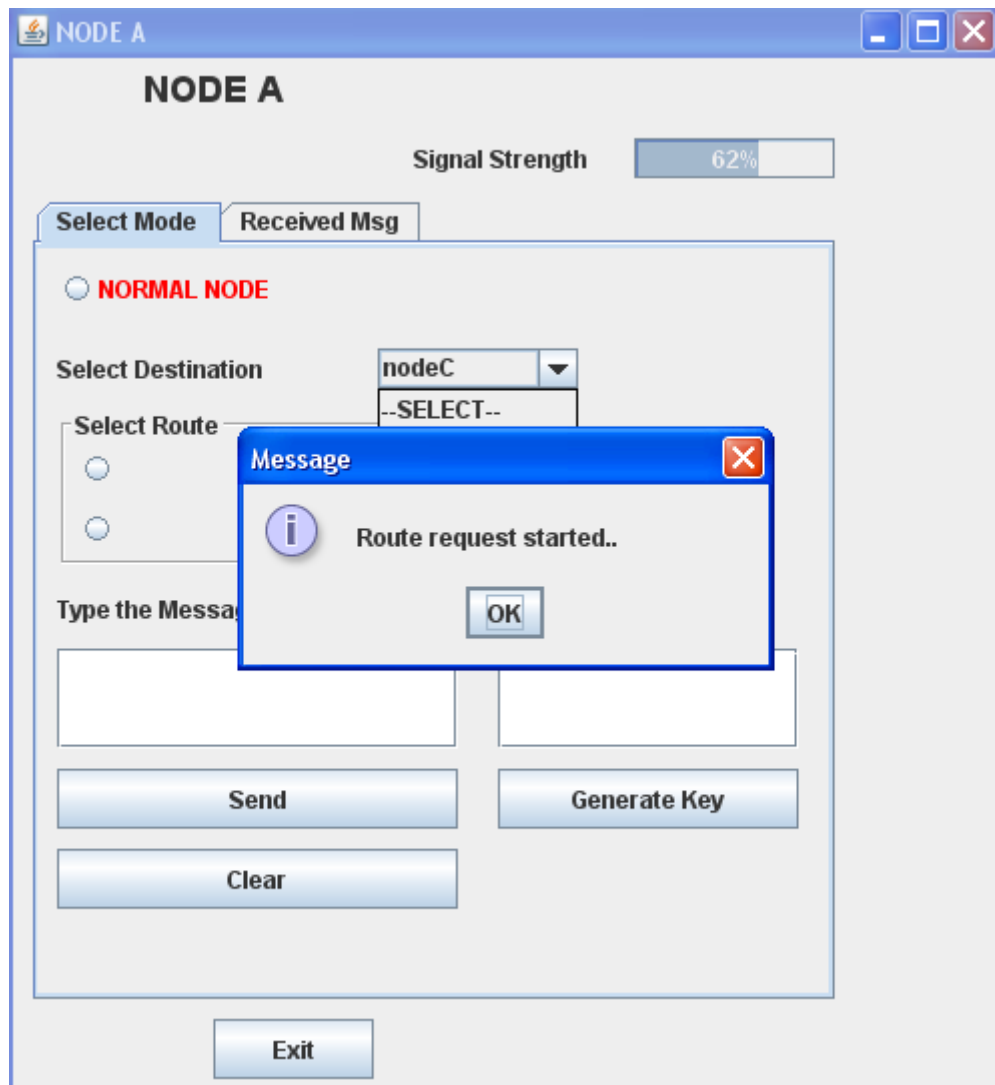 NODE A
NODE A
Signal Strength 62%
Select Mode Received Msg
NORMAL NODE
Select Destination nodeC
--SELECT--
Select Route
Message
Route request started..
OK
Type the
Send Generate Key
Clear
Exit